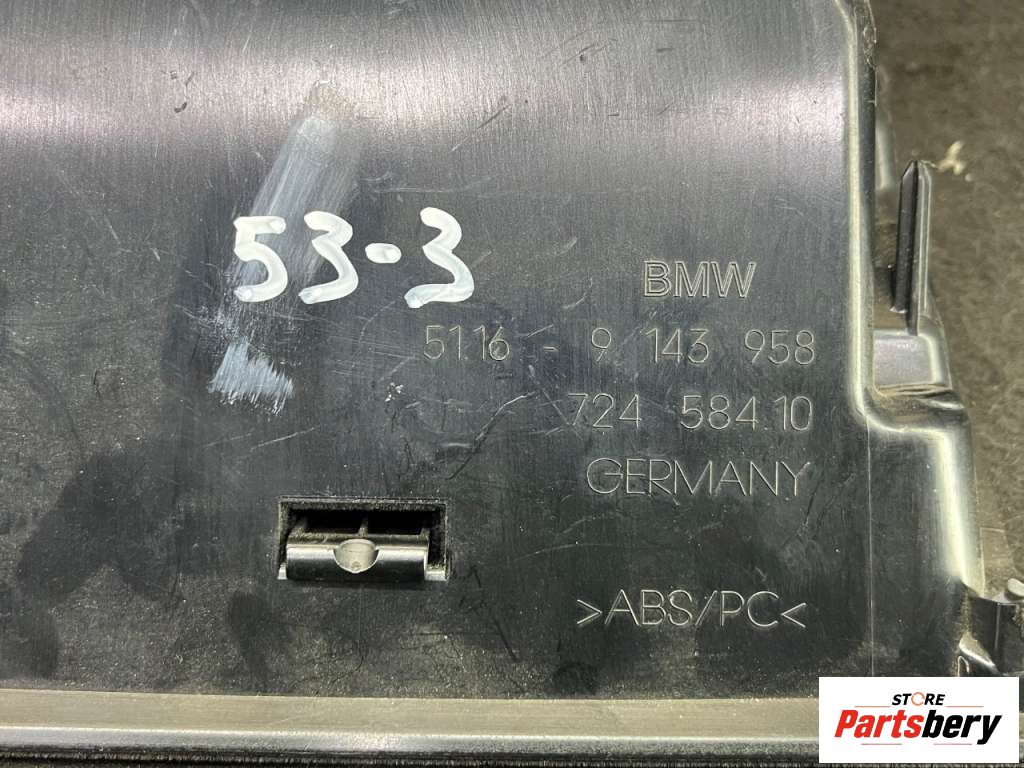 53-3
BMW
51.16 - 9 143 958
724 584.10
GERMANY
>ABS/PC<
STORE
Partsbery